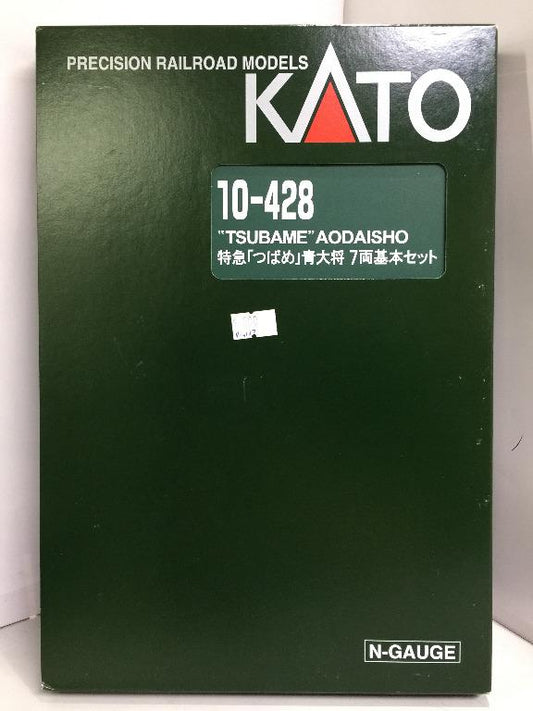 PRECISION RAILROAD MODELS
KATO
10-428
"TSUBAME" AODAISHO
特急「つばめ」青大将 7両基本セット
N-GAUGE